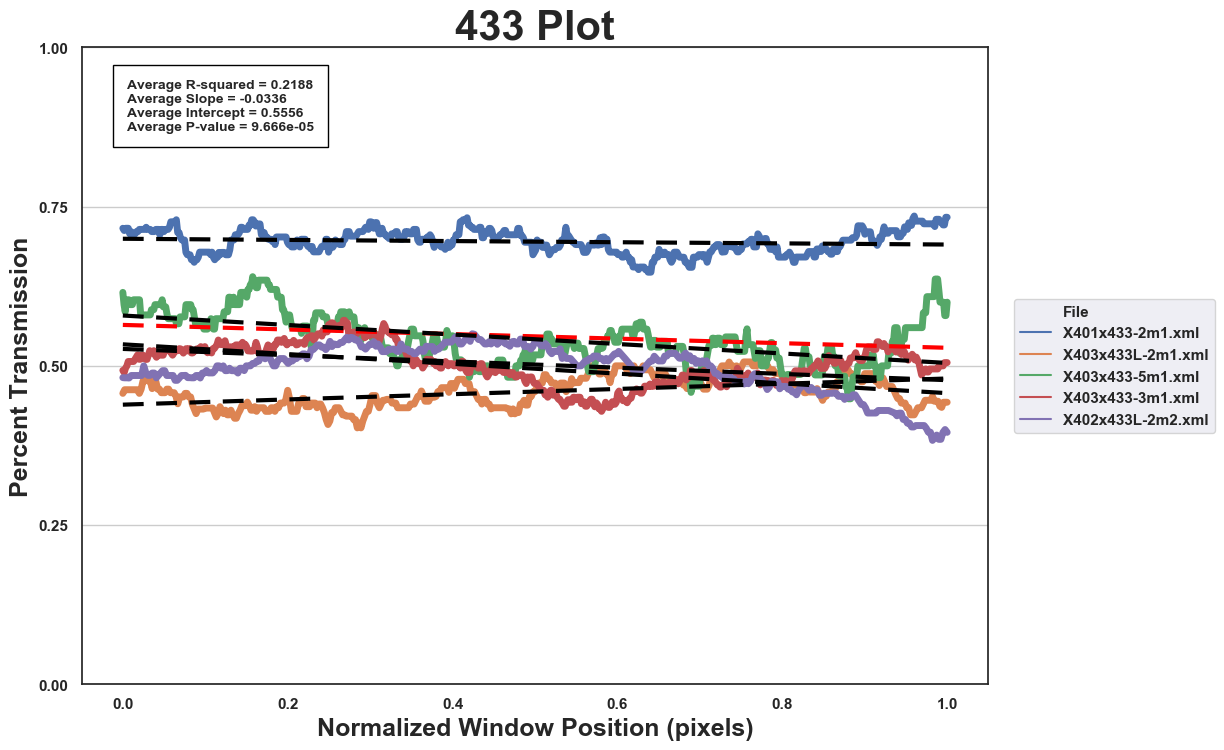 433 Plot
1.00
Average R-squared = 0.2188
Average Slope = -0.0336
Average Intercept = 0.5556
Average P-value = 9.666e-05
0.75
0.50
0.25
0.00
Percent Transmission
0.0 0.2 0.4 0.6 0.8 1.0
Normalized Window Position (pixels)
File
X401x433-2m1.xml
X403x433L-2m1.xml
X403x433-5m1.xml
X403x433-3m1.xml
X402x433L-2m2.xml